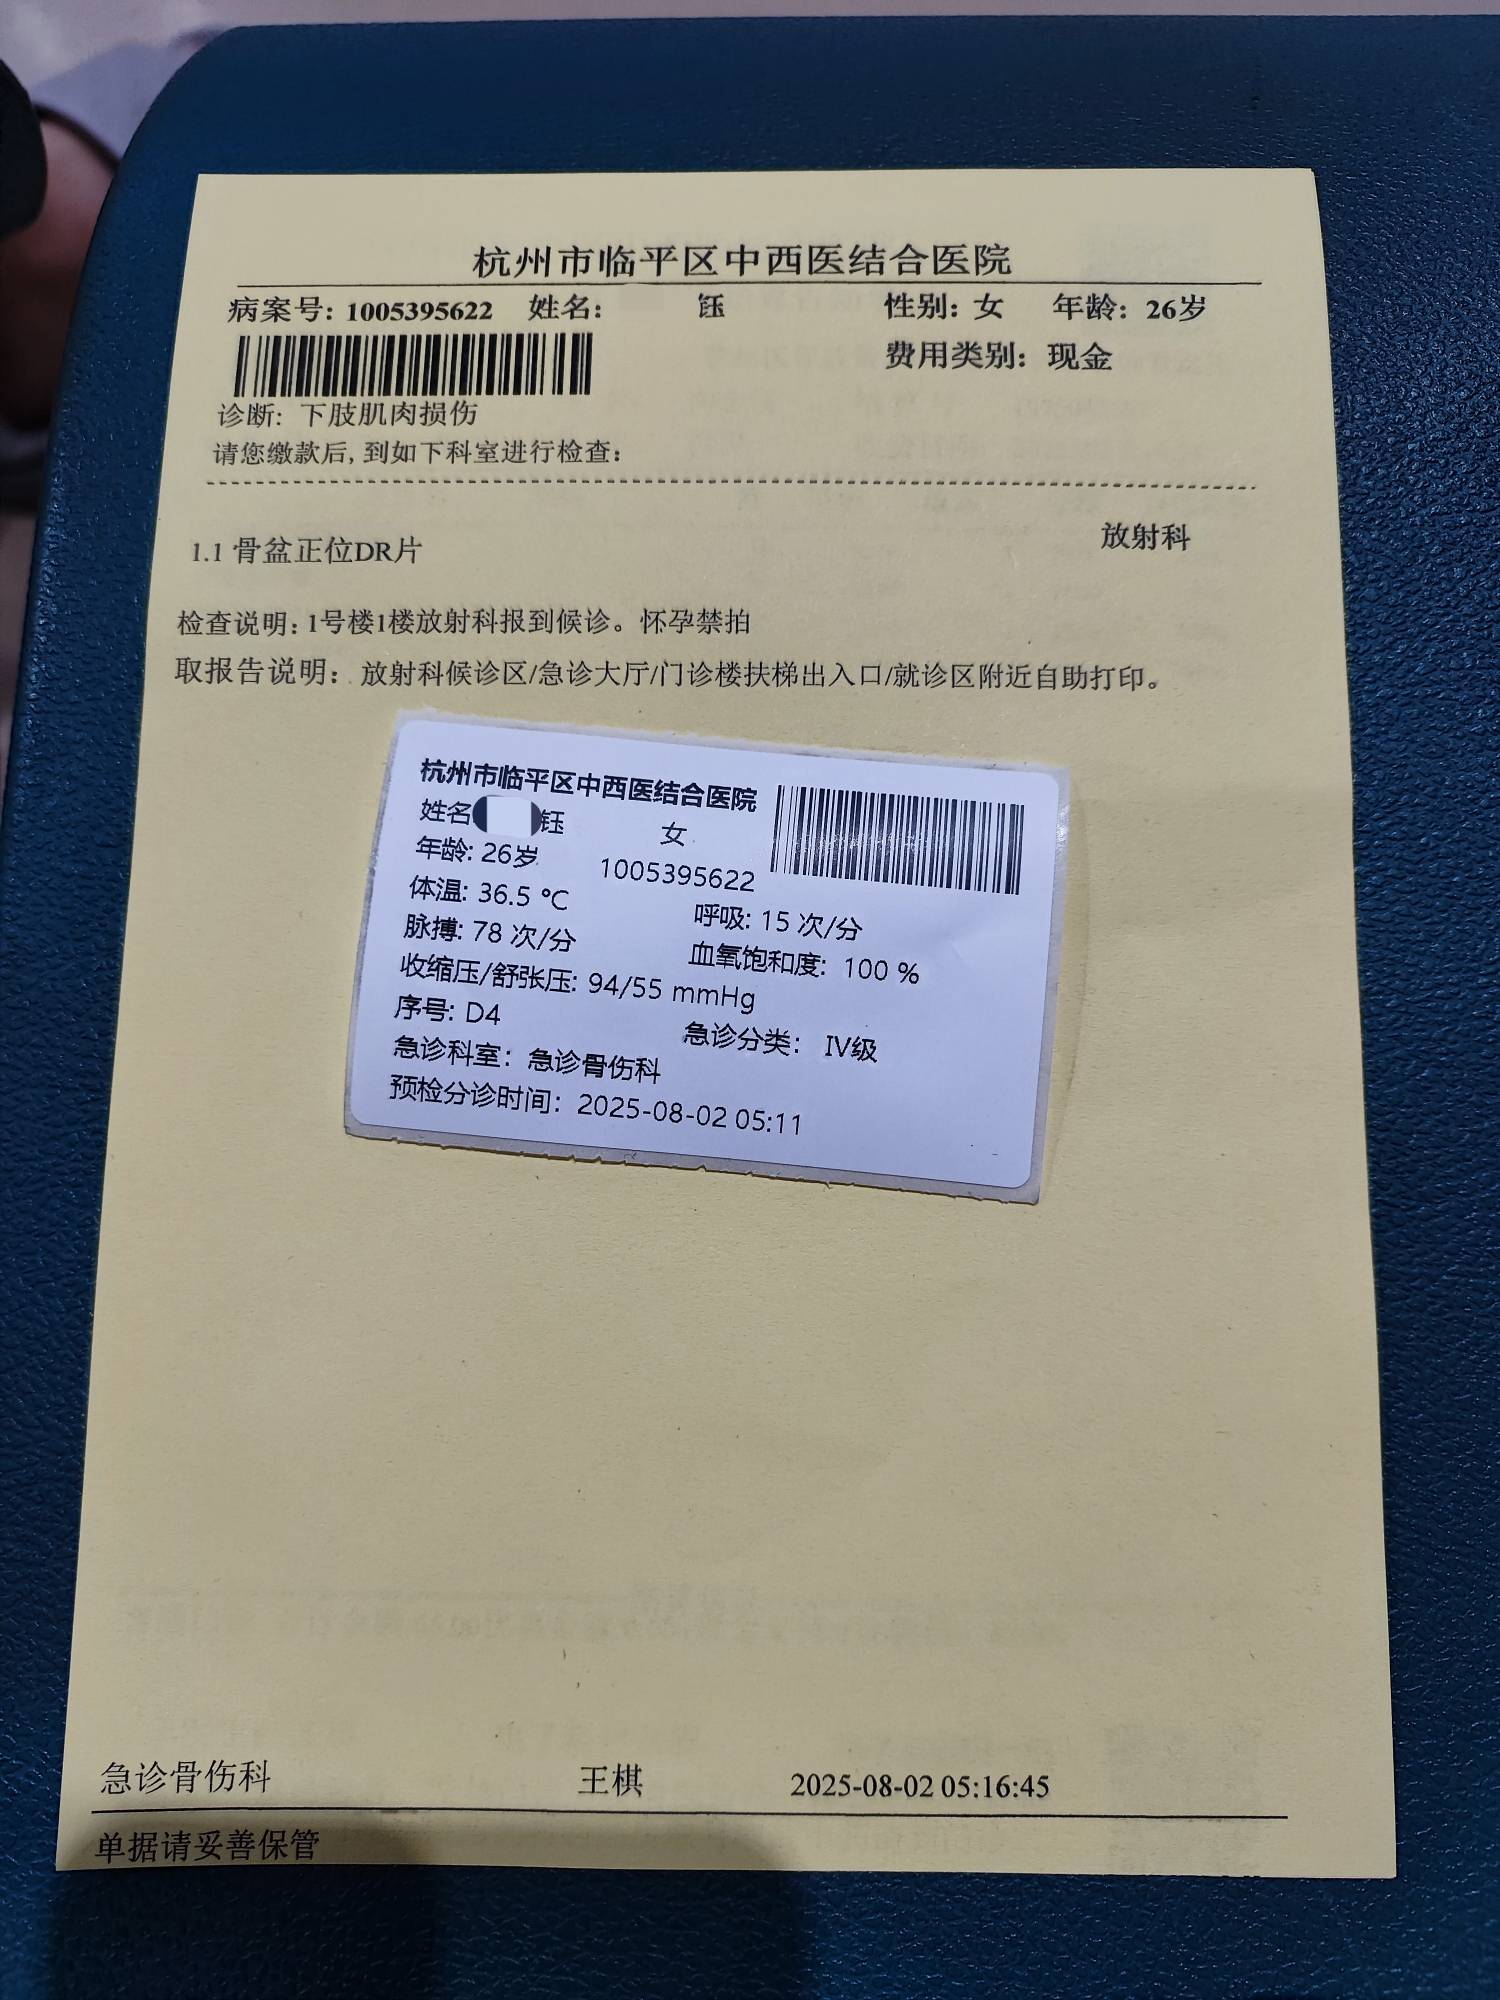 杭州市临平区中西医结合医院
病案号: 1005395622 姓名: 钰 性别: 女 年龄: 26岁
费用类别: 现金
诊断: 下肢肌肉损伤
请您缴款后, 到如下科室进行检查:
1.1 骨盆正位DR片 放射科
检查说明: 1号楼1楼放射科报到候诊。怀孕禁拍
取报告说明: 放射科候诊区/急诊大厅/门诊楼扶梯出入口/就诊区附近自助打印。
杭州市临平区中西医结合医院
姓名 钰 女
年龄: 26岁 1005395622
体温: 36.5 ℃ 呼吸: 15 次/分
脉搏: 78 次/分 血氧饱和度: 100 %
收缩压/舒张压: 94/55 mmHg
序号: D4 急诊分类: IV级
急诊科室: 急诊骨伤科
预检分诊时间: 2025-08-02 05:11
急诊骨伤科 王棋 2025-08-02 05:16:45
单据请妥善保管